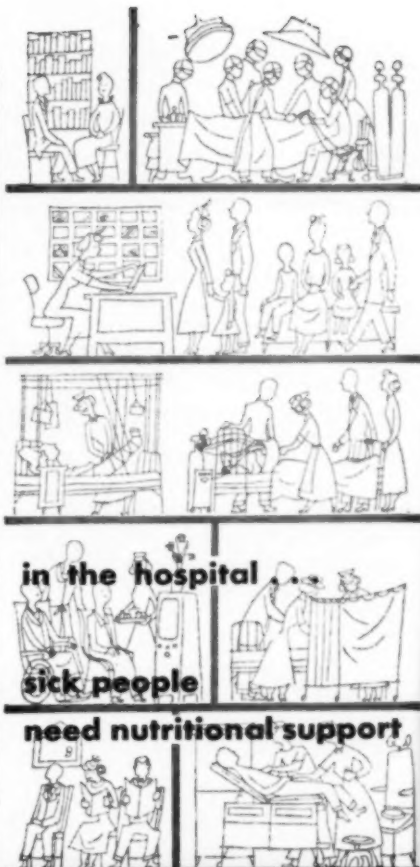 in the hospital . . .
sick people
need nutritional support